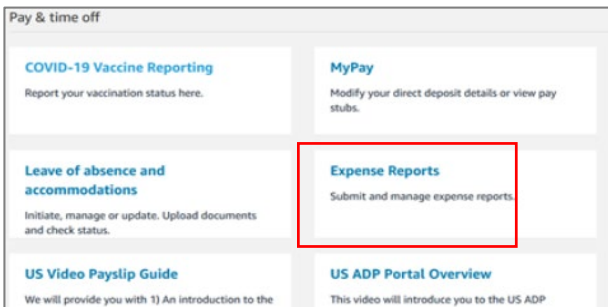 Pay & time off
COVID-19 Vaccine Reporting
Report your vaccination status here.
MyPay
Modify your direct deposit details or view pay
stubs.
Leave of absence and
accommodations
Initiate, manage or update. Upload documents
and check status.
Expense Reports
Submit and manage expense reports.
US Video Payslip Guide
We will provide you with 1) An introduction to the
US ADP Portal Overview
This video will introduce you to the US ADP